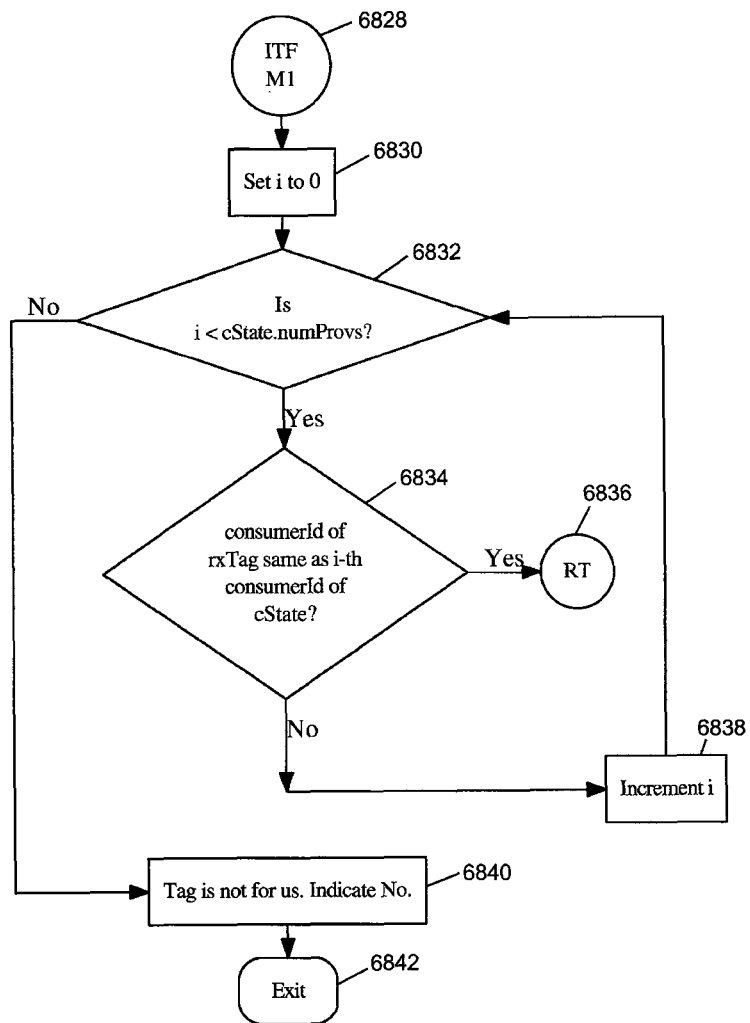 6828
ITF
M1
6830
Set i to 0
6832
Is
i < cState.numProvs?
No
Yes
6834
consumerId of
rxTag same as i-th
consumerId of
cState?
Yes
6836
RT
No
6838
Increment i
6840
Tag is not for us. Indicate No.
6842
Exit